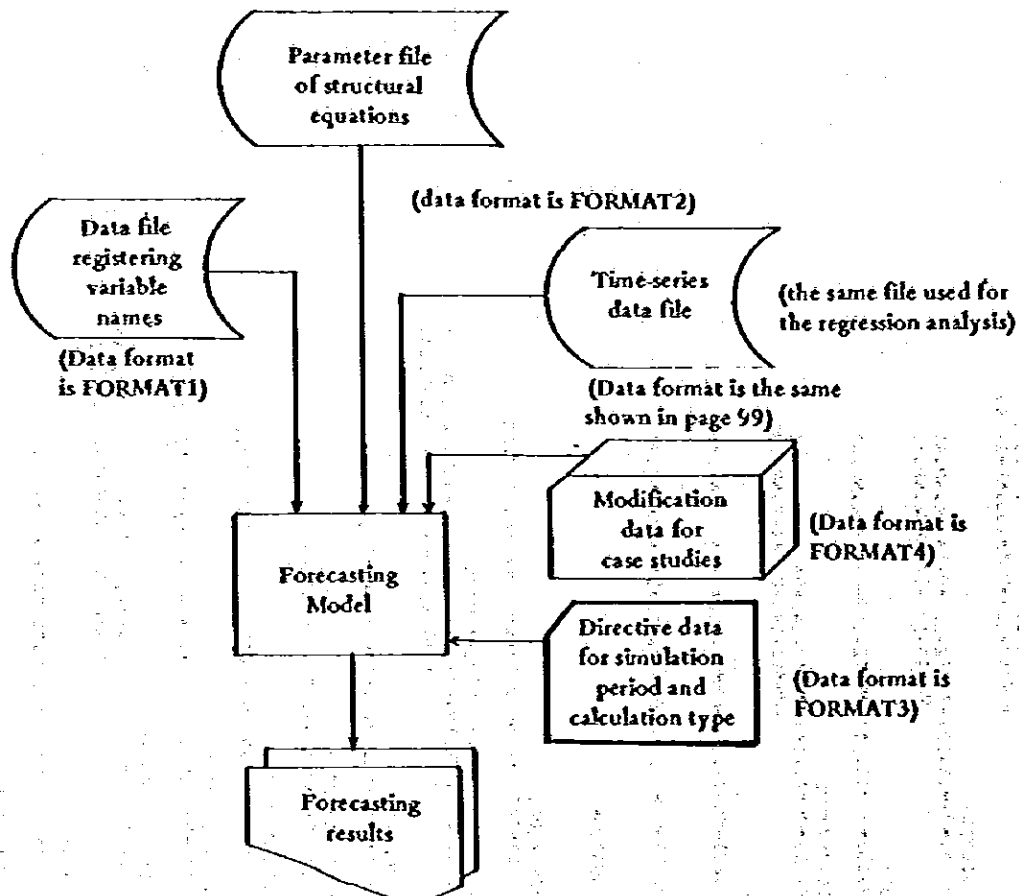 Parameter file
of structural
equations
(data format is FORMAT2)
Data file
registering
variable
names
(Data format
is FORMAT1)
Time-series
data file
(the same file used for
the regression analysis)
(Data format is the same
shown in page 99)
Modification
data for
case studies
(Data format is
FORMAT4)
Forecasting
Model
Directive data
for simulation
period and
calculation type
(Data format is
FORMAT3)
Forecasting
results